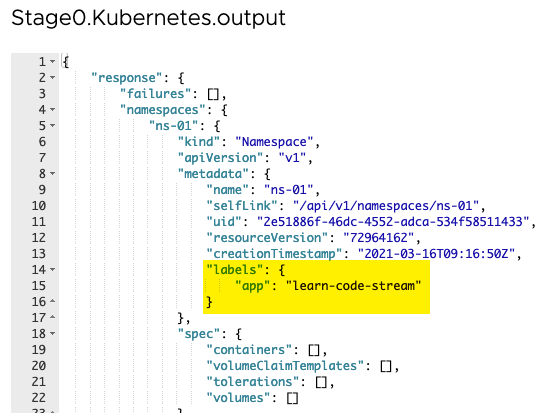 Stage0.Kubernetes.output
1 {
2 "response": {
3 "failures": [],
4 "namespaces": {
5 "ns-01": {
6 "kind": "Namespace",
7 "apiVersion": "v1",
8 "metadata": {
9 "name": "ns-01",
10 "selfLink": "/api/v1/namespaces/ns-01",
11 "uid": "2e51886f-46dc-4552-adca-534f58511433",
12 "resourceVersion": "72964162",
13 "creationTimestamp": "2021-03-16T09:16:50Z",
14 "labels": {
15 "app": "learn-code-stream"
16 }
17 },
18 "spec": {
19 "containers": [],
20 "volumeClaimTemplates": [],
21 "tolerations": [],
22 "volumes": []